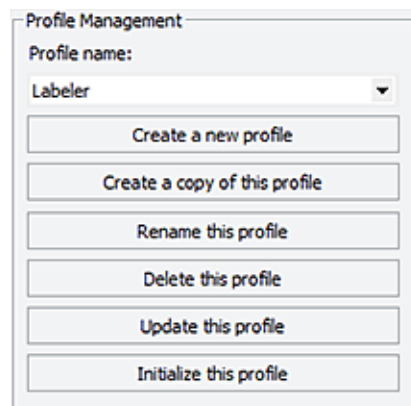 Profile Management
Profile name:
Labeler
Create a new profile
Create a copy of this profile
Rename this profile
Delete this profile
Update this profile
Initialize this profile